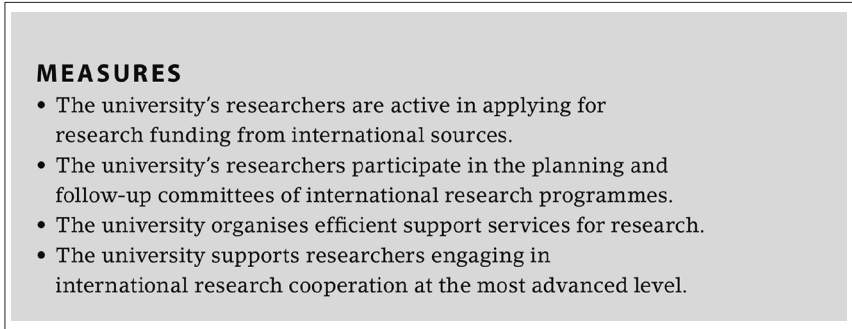 MEASURES
• The university’s researchers are active in applying for
research funding from international sources.
• The university’s researchers participate in the planning and
follow-up committees of international research programmes.
• The university organises efficient support services for research.
• The university supports researchers engaging in
international research cooperation at the most advanced level.